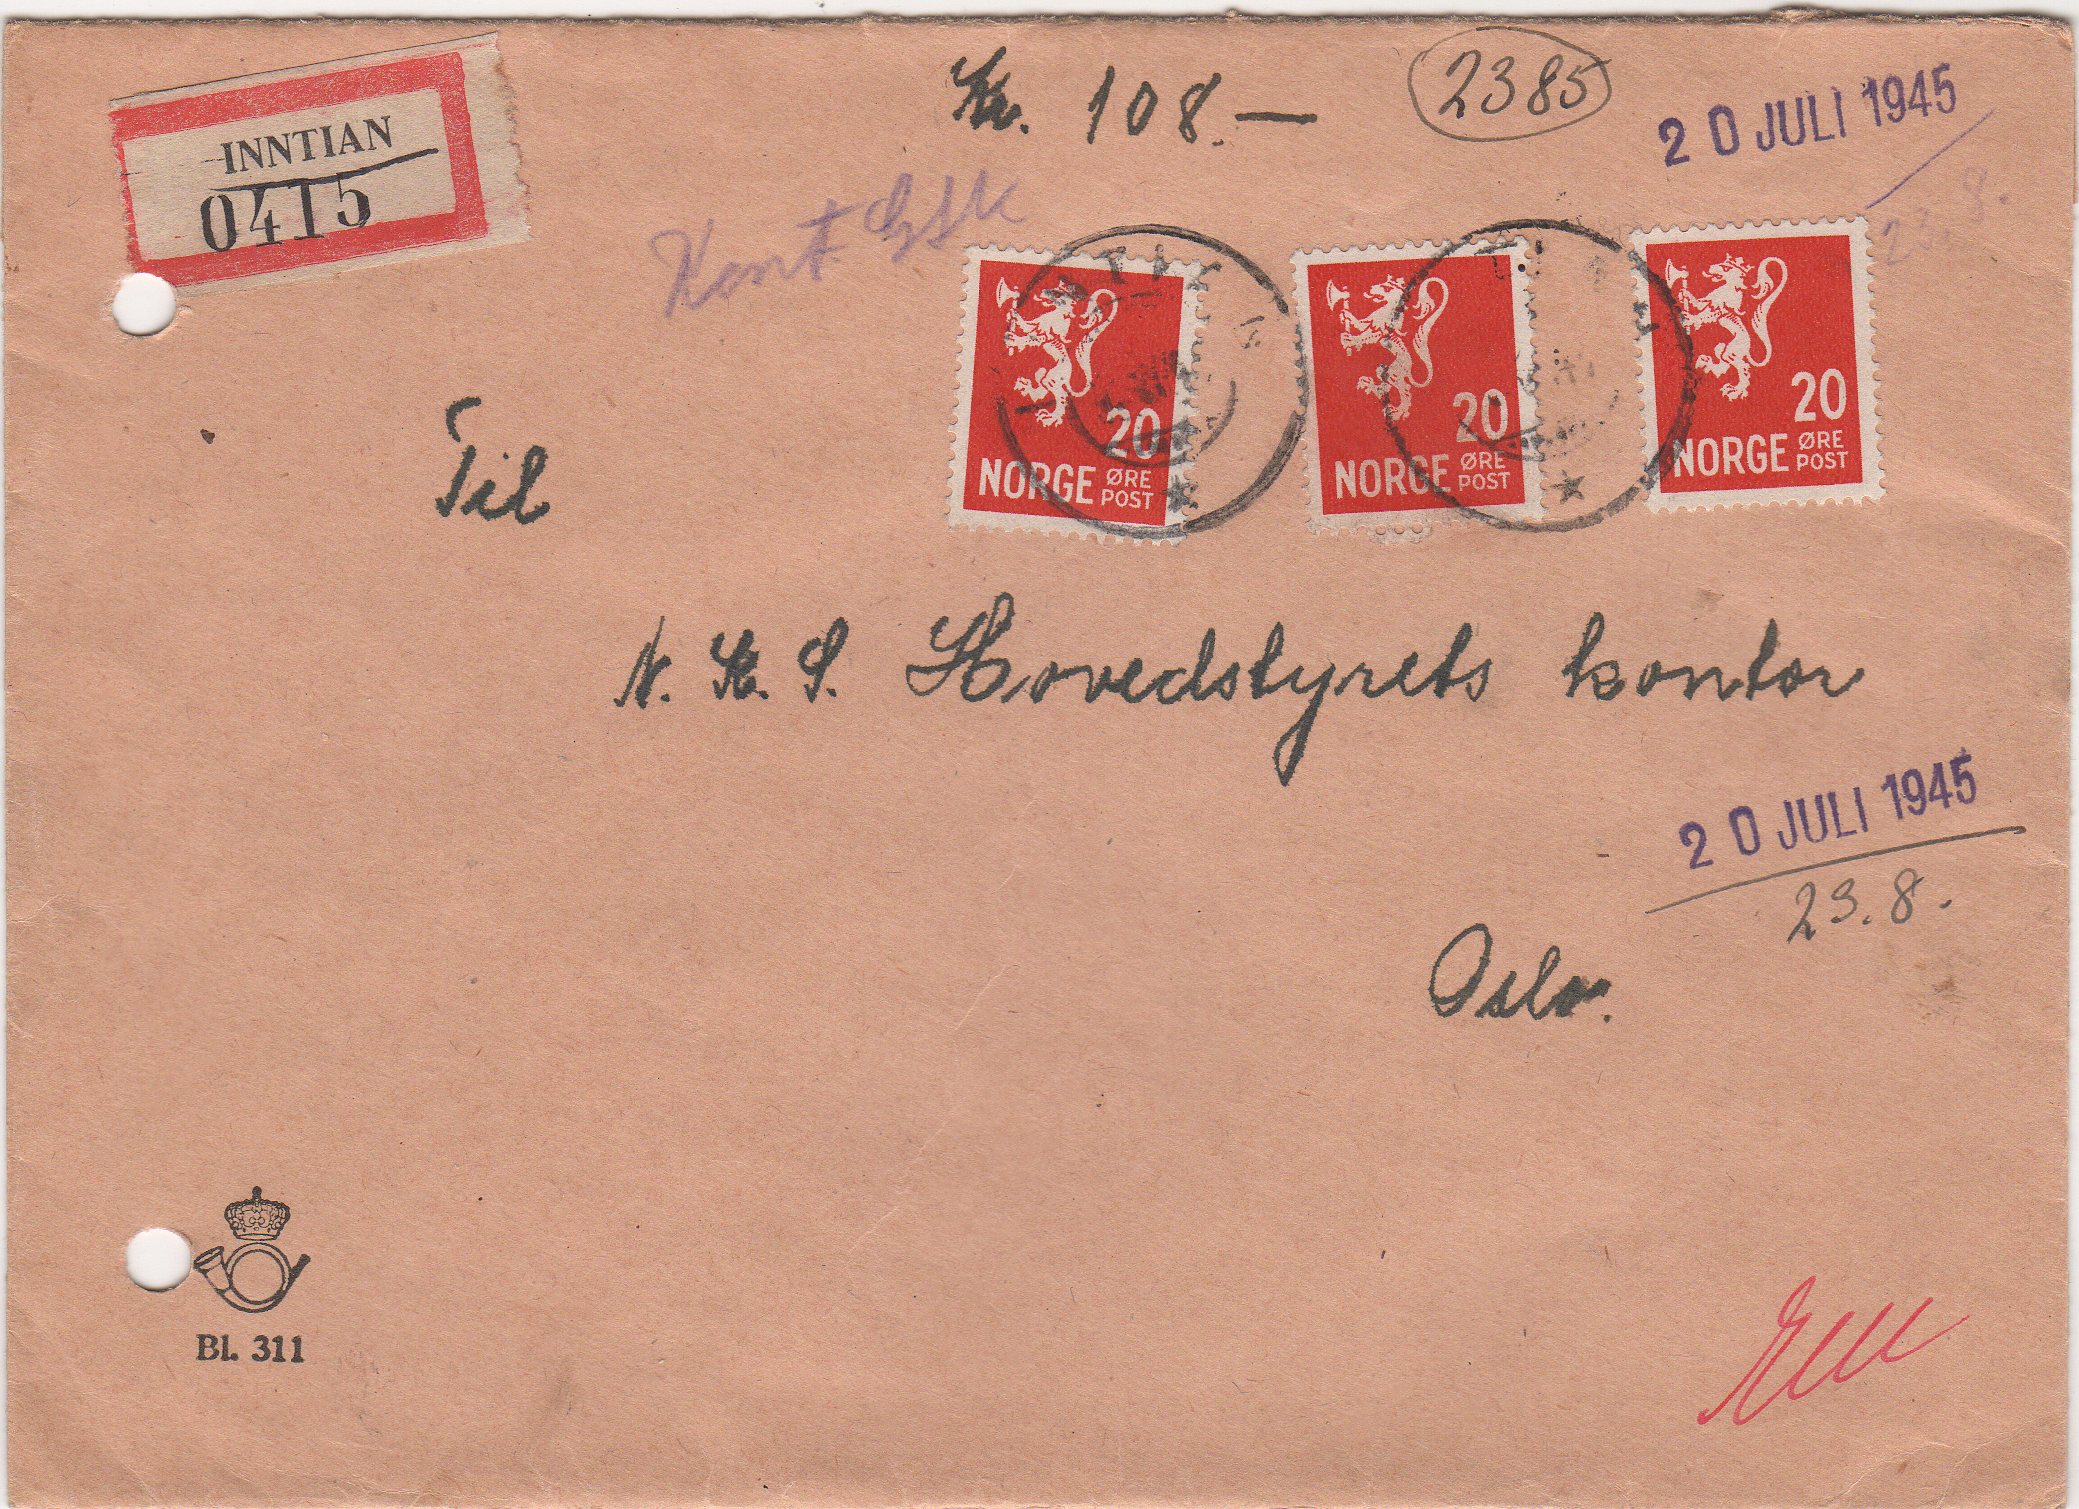 INNTIAN
0415
Kr. 108.—
2385
20 JULI 1945
23.8.
20
NORGE ØRE POST
20
NORGE ØRE POST
20
NORGE ØRE POST
Til
N. K. S. Hovedstyrets kontor
20 JULI 1945
23.8.
Oslo.
Bl. 311